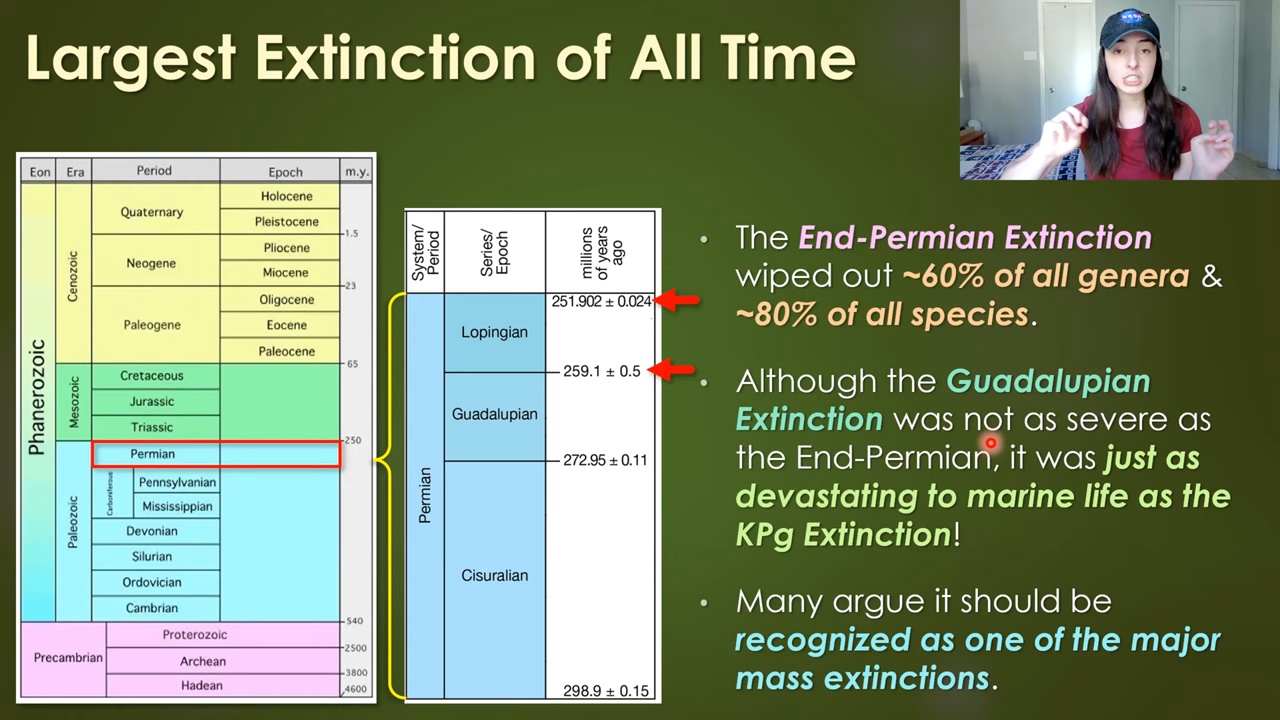 Largest Extinction of All Time
NASA
Eon Era Period Epoch m.y.
Phanerozoic
Cenozoic
Quaternary
Holocene
Pleistocene
1.5
Neogene
Pliocene
Miocene
23
Paleogene
Oligocene
Eocene
Paleocene
65
Mesozoic
Cretaceous
Jurassic
Triassic
250
Paleozoic
Permian
Carboniferous
Pennsylvanian
Mississippian
Devonian
Silurian
Ordovician
Cambrian
540
Precambrian
Proterozoic
2500
Archean
3800
Hadean
4600
System/
Period
Series/
Epoch
millions
of years
ago
251.902 ± 0.024
Lopingian
259.1 ± 0.5
Guadalupian
272.95 ± 0.11
Permian
Cisuralian
298.9 ± 0.15
• The End-Permian Extinction
wiped out ~60% of all genera &
~80% of all species.
• Although the Guadalupian
Extinction was not as severe as
the End-Permian, it was just as
devastating to marine life as the
KPg Extinction!
• Many argue it should be
recognized as one of the major
mass extinctions.